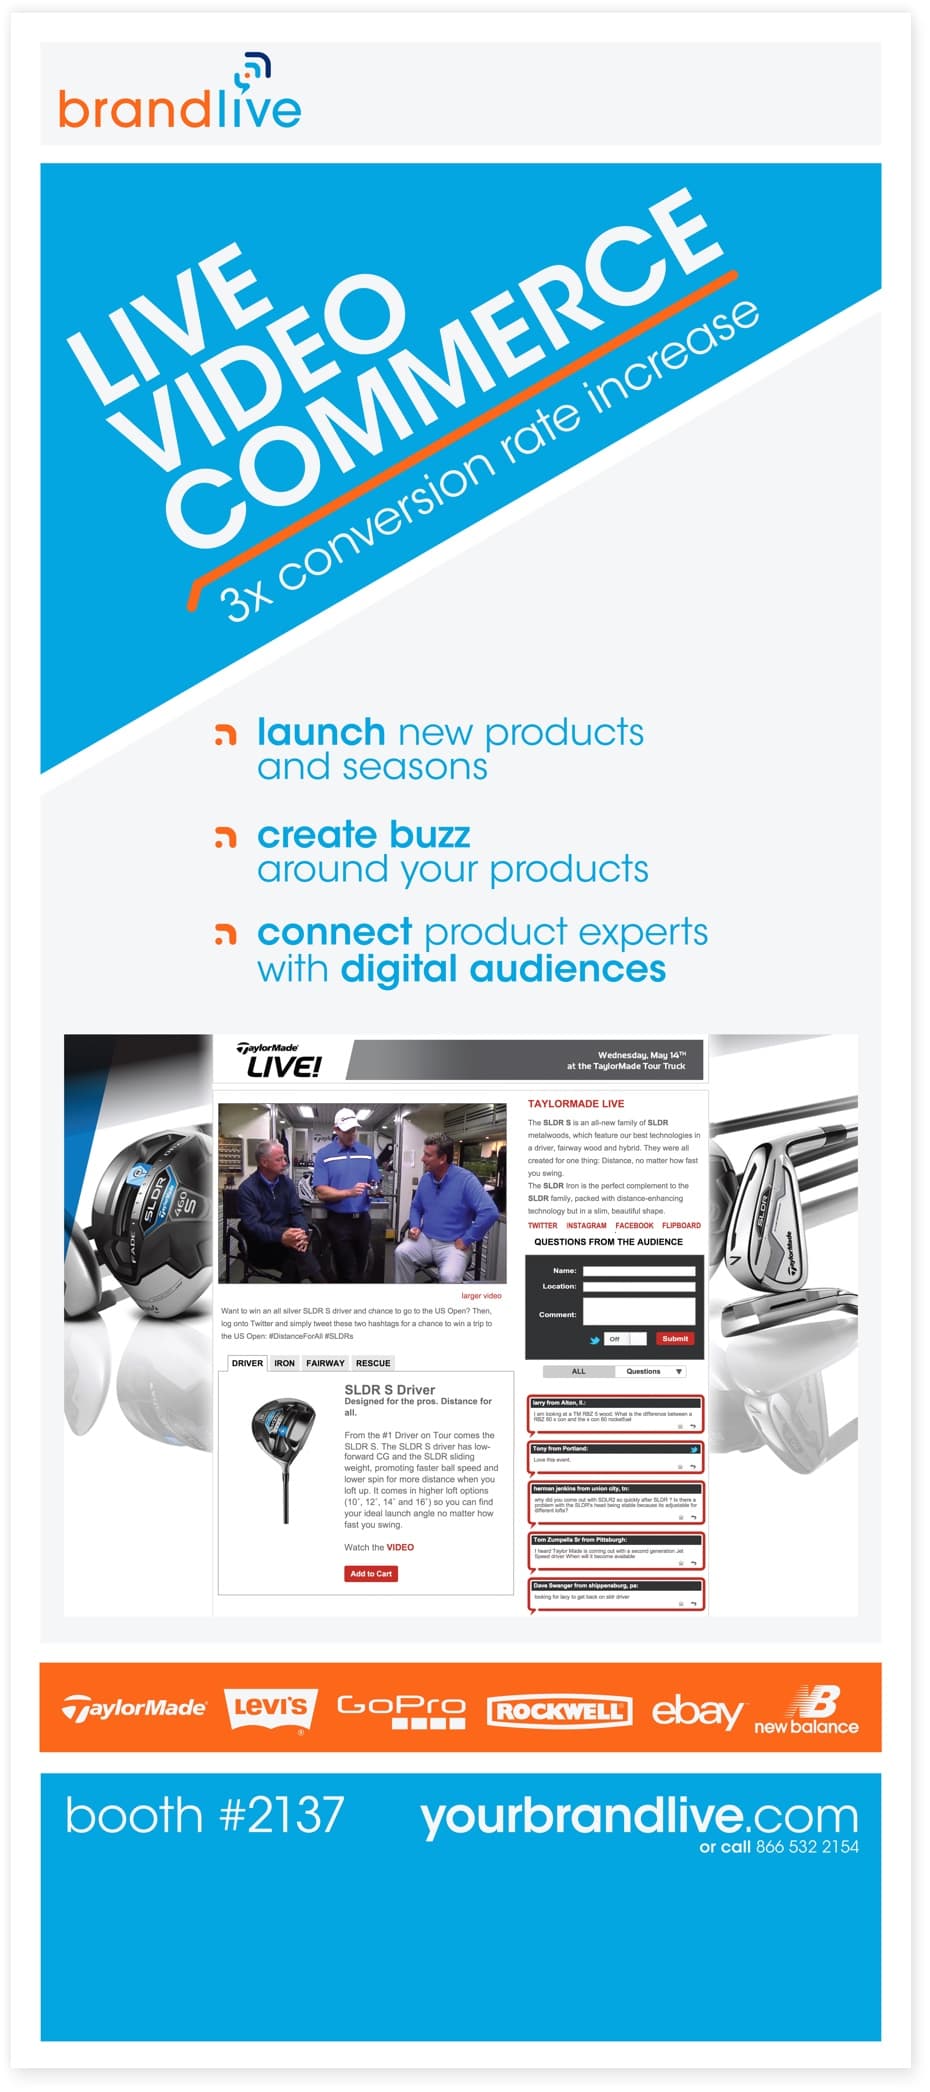 brandlive
LIVE
VIDEO
COMMERCE
3x conversion rate increase
launch new products
and seasons
create buzz
around your products
connect product experts
with digital audiences
TaylorMade
LIVE!
Wednesday, May 14TH
at the TaylorMade Tour Truck
TAYLORMADE LIVE
The SLDR S is an all-new family of SLDR
metalwoods, which feature our best technologies in
a driver, fairway wood and hybrid. They were all
created for one thing: Distance, no matter how fast
you swing.
The SLDR Iron is the perfect complement to the
SLDR family, packed with distance-enhancing
technology but in a slim, beautiful shape.
TWITTER INSTAGRAM FACEBOOK FLIPBOARD
QUESTIONS FROM THE AUDIENCE
Name:
Location:
Comment:
Off
Submit
ALL
Questions
larry from Alton, Il.:
i am looking at a TM RBZ 5 wood. What is the difference between a
Tony from Portland:
Love this event.
herman jenkins from union city, tn:
why did you come out with SDLR2 so quickly after SLDR ? Is there a
problem with the SLDR's head being stable because its adjustable for
different lofts?
Tom Zumpella Sr from Pittsburgh:
I heard Taylor Made is coming out with a second generation Jet
Speed driver When will it become available
Dave Swanger from shippensburg, pa:
looking for lacy to get back on sldr driver
larger video
Want to win an all silver SLDR S driver and chance to go to the US Open? Then,
log onto Twitter and simply tweet these two hashtags for a chance to win a trip to
the US Open: #DistanceForAll #SLDRs
DRIVER IRON FAIRWAY RESCUE
SLDR S Driver
Designed for the pros. Distance for
all.
From the #1 Driver on Tour comes the
SLDR S. The SLDR S driver has low-
forward CG and the SLDR sliding
weight, promoting faster ball speed and
lower spin for more distance when you
loft up. It comes in higher loft options
(10˚, 12˚, 14˚ and 16˚) so you can find
your ideal launch angle no matter how
fast you swing.
Watch the VIDEO
Add to Cart
SLDR
460
S
FADE
SLDR
TaylorMade
7
TaylorMade
LEVI'S
GoPro
ROCKWELL
ebay
NB
new balance
booth #2137
yourbrandlive.com
or call 866 532 2154